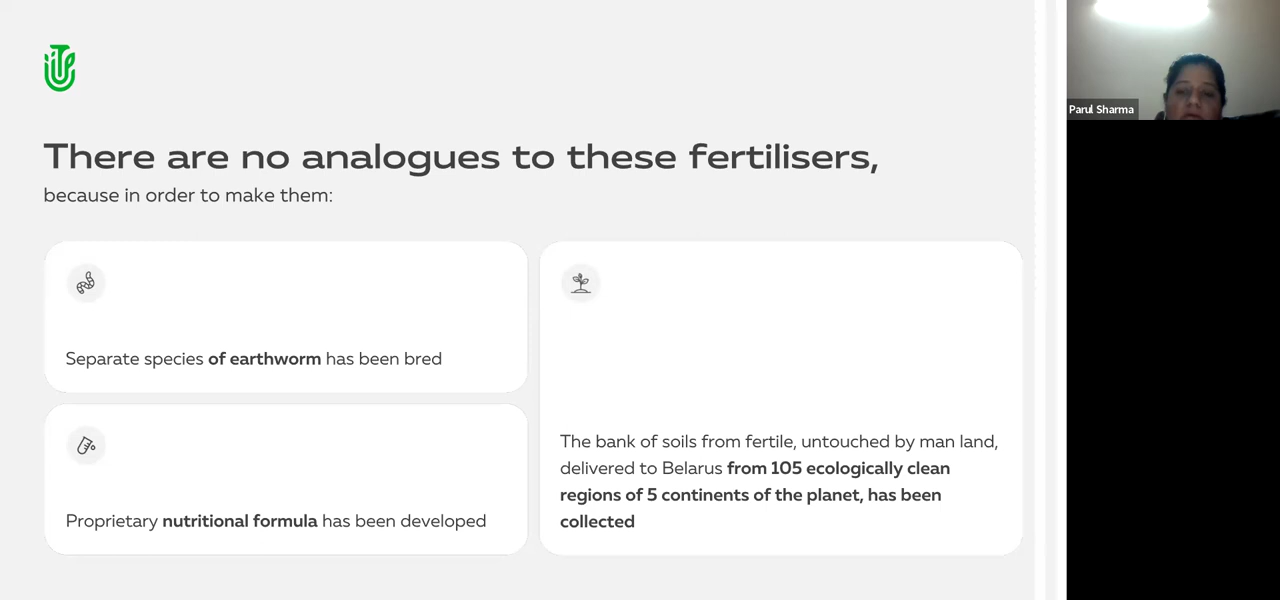 There are no analogues to these fertilisers,
because in order to make them:
Separate species of earthworm has been bred
Proprietary nutritional formula has been developed
The bank of soils from fertile, untouched by man land,
delivered to Belarus from 105 ecologically clean
regions of 5 continents of the planet, has been
collected
Parul Sharma